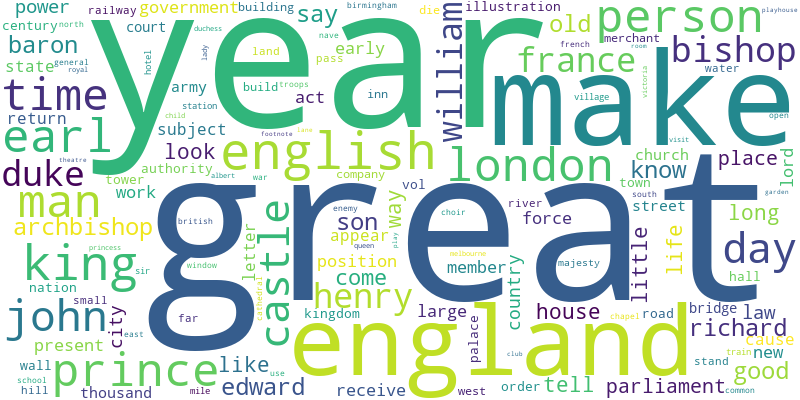 year
great
make
england
english
london
king
prince
castle
henry
william
person
bishop
france
time
earl
duke
man
john
day
baron
power
railway
government
building
birmingham
say
die
illustration
old
playhouse
century
north
duchess
court
lady
nave
early
french
merchant
room
state
general
royal
hotel
land
pass
army
build
troops
act
inn
victoria
water
return
station
child
subject
look
footnote
lane
village
open
visit
theatre
authority
tower
albert
war
company
vol
church
know
place
lord
town
work
archbishop
letter
son
way
appear
enemy
british
choir
river
force
south
street
long
garden
princess
sir
window
queen
play
position
come
member
melbourne
majesty
country
little
life
hall
nation
small
city
far
cathedral
kingdom
large
palace
house
chapel
road
bridge
law
richard
cause
present
east
wall
like
club
train
new
stand
good
school
hill
thousand
mile
edward
use
receive
west
order
tell
parliament
common